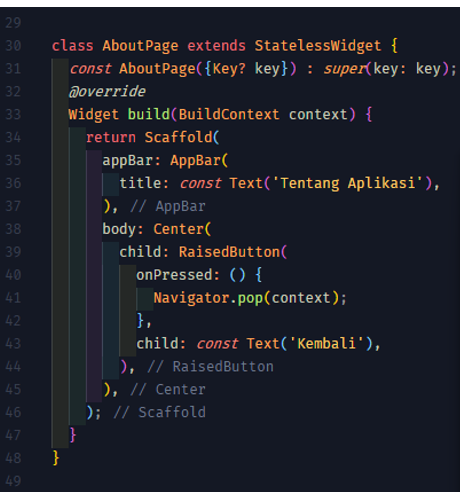 29
30 class AboutPage extends StatelessWidget {
31 const AboutPage({Key? key}) : super(key: key);
32 @override
33 Widget build(BuildContext context) {
34 return Scaffold(
35 appBar: AppBar(
36 title: const Text('Tentang Aplikasi'),
37 ), // AppBar
38 body: Center(
39 child: RaisedButton(
40 onPressed: () {
41 Navigator.pop(context);
42 },
43 child: const Text('Kembali'),
44 ), // RaisedButton
45 ), // Center
46 ); // Scaffold
47 }
48 }
49